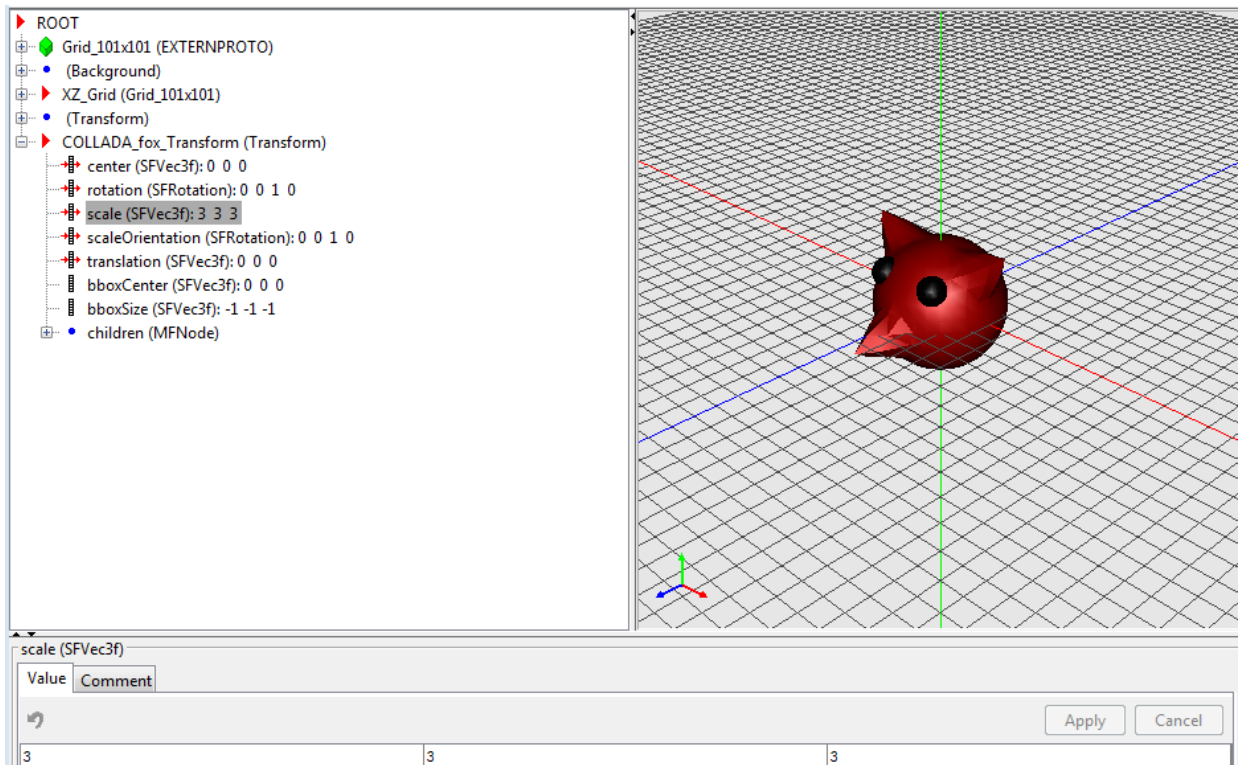 ROOT
Grid_101x101 (EXTERNPROTO)
(Background)
XZ_Grid (Grid_101x101)
(Transform)
COLLADA_fox_Transform (Transform)
center (SFVec3f): 0 0 0
rotation (SFRotation): 0 0 1 0
scale (SFVec3f): 3 3 3
scaleOrientation (SFRotation): 0 0 1 0
translation (SFVec3f): 0 0 0
bboxCenter (SFVec3f): 0 0 0
bboxSize (SFVec3f): -1 -1 -1
children (MFNode)
scale (SFVec3f)
Value Comment
Apply Cancel
3 3 3